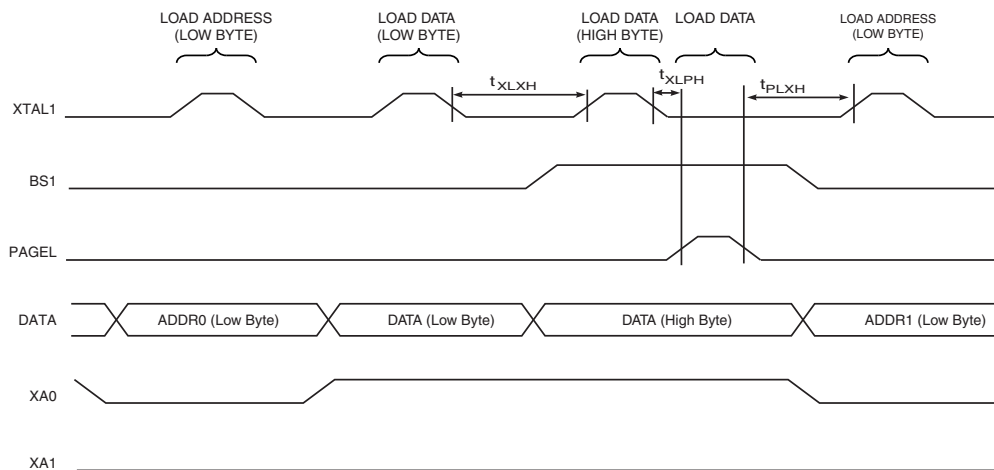 LOAD ADDRESS
(LOW BYTE)
LOAD DATA
(LOW BYTE)
LOAD DATA
(HIGH BYTE)
LOAD DATA
LOAD ADDRESS
(LOW BYTE)
tXLXH
tXLPH
tPLXH
XTAL1
BS1
PAGEL
DATA
ADDR0 (Low Byte)
DATA (Low Byte)
DATA (High Byte)
ADDR1 (Low Byte)
XA0
XA1